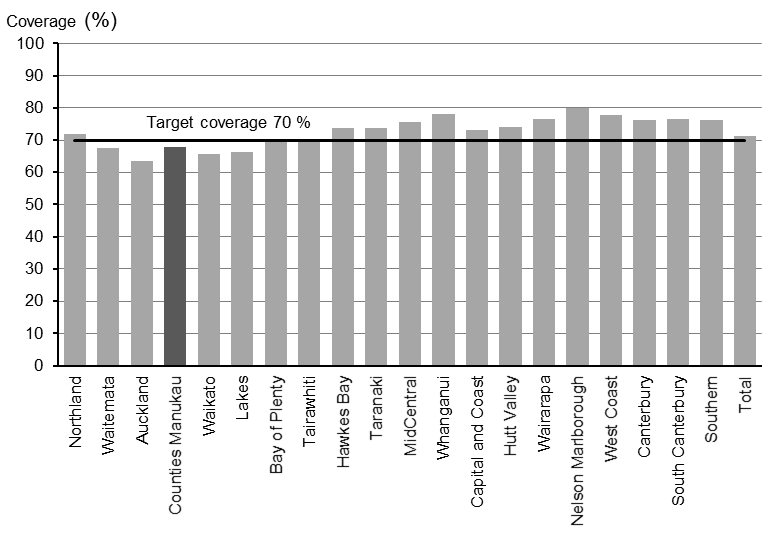 Coverage (%)
100
90
80
Target coverage 70 %
70
60
50
40
30
20
10
0
Northland
Waitemata
Auckland
Counties Manukau
Waikato
Lakes
Bay of Plenty
Tairawhiti
Hawkes Bay
Taranaki
MidCentral
Whanganui
Capital and Coast
Hutt Valley
Wairarapa
Nelson Marlborough
West Coast
Canterbury
South Canterbury
Southern
Total